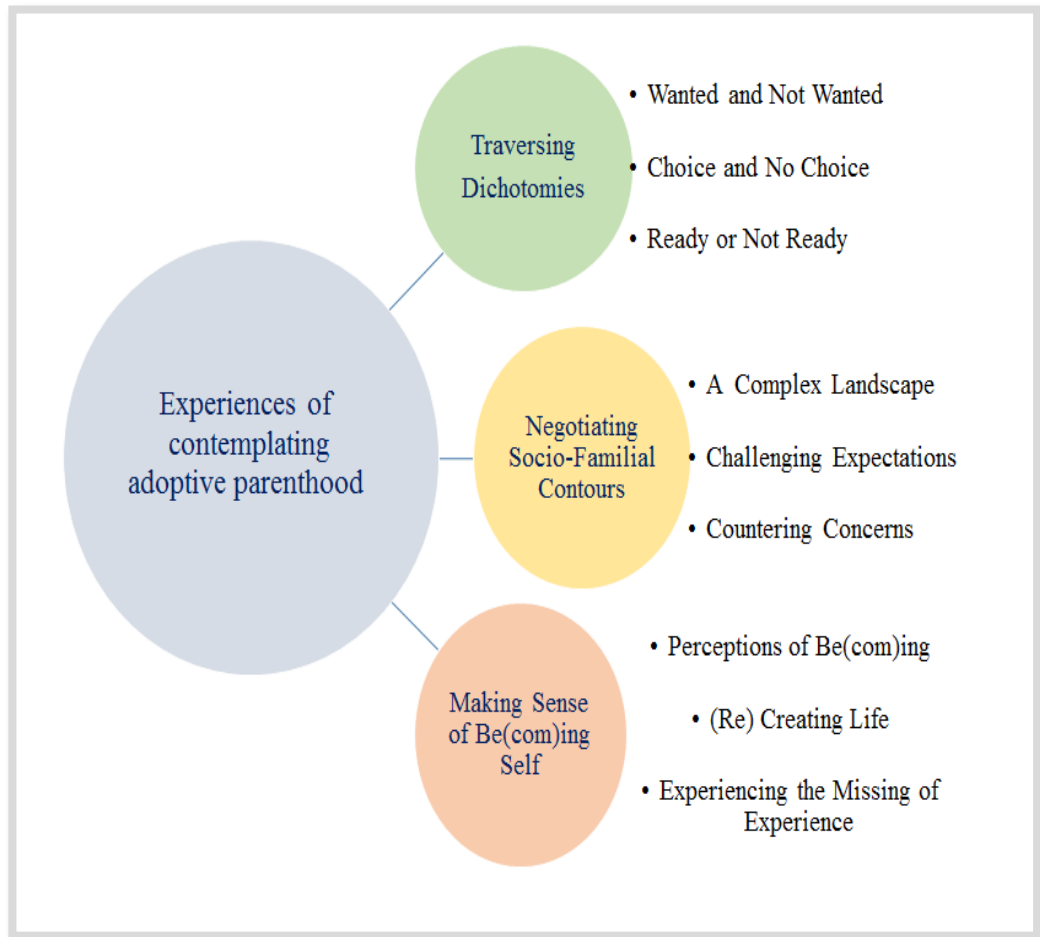 Experiences of
contemplating
adoptive parenthood
Traversing
Dichotomies
• Wanted and Not Wanted
• Choice and No Choice
• Ready or Not Ready
Negotiating
Socio-Familial
Contours
• A Complex Landscape
• Challenging Expectations
• Countering Concerns
Making Sense
of Be(com)ing
Self
• Perceptions of Be(com)ing
• (Re) Creating Life
• Experiencing the Missing of
Experience